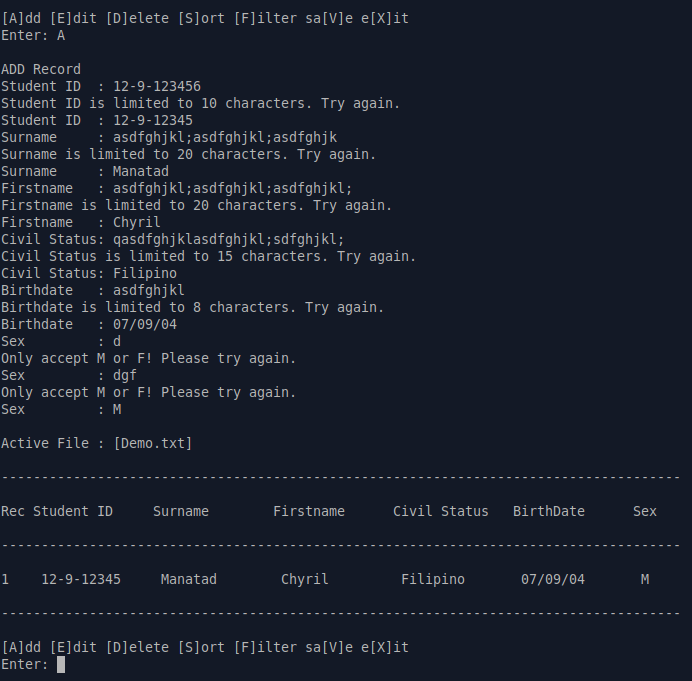 [A]dd [E]dit [D]elete [S]ort [F]ilter sa[V]e e[X]it
Enter: A
ADD Record
Student ID  : 12-9-123456
Student ID is limited to 10 characters. Try again.
Student ID  : 12-9-12345
Surname     : asdfghjkl;asdfghjkl;asdfghjk
Surname is limited to 20 characters. Try again.
Surname     : Manatad
Firstname   : asdfghjkl;asdfghjkl;asdfghjkl;
Firstname is limited to 20 characters. Try again.
Firstname   : Chyril
Civil Status: qasdfghjklasdfghjkl;sdfghjkl;
Civil Status is limited to 15 characters. Try again.
Civil Status: Filipino
Birthdate   : asdfghjkl
Birthdate is limited to 8 characters. Try again.
Birthdate   : 07/09/04
Sex         : d
Only accept M or F! Please try again.
Sex         : dgf
Only accept M or F! Please try again.
Sex         : M
Active File : [Demo.txt]
-------------------------------------------------------------------------------------
Rec Student ID     Surname        Firstname      Civil Status   BirthDate      Sex
-------------------------------------------------------------------------------------
1    12-9-12345     Manatad        Chyril         Filipino       07/09/04       M
-------------------------------------------------------------------------------------
[A]dd [E]dit [D]elete [S]ort [F]ilter sa[V]e e[X]it
Enter: